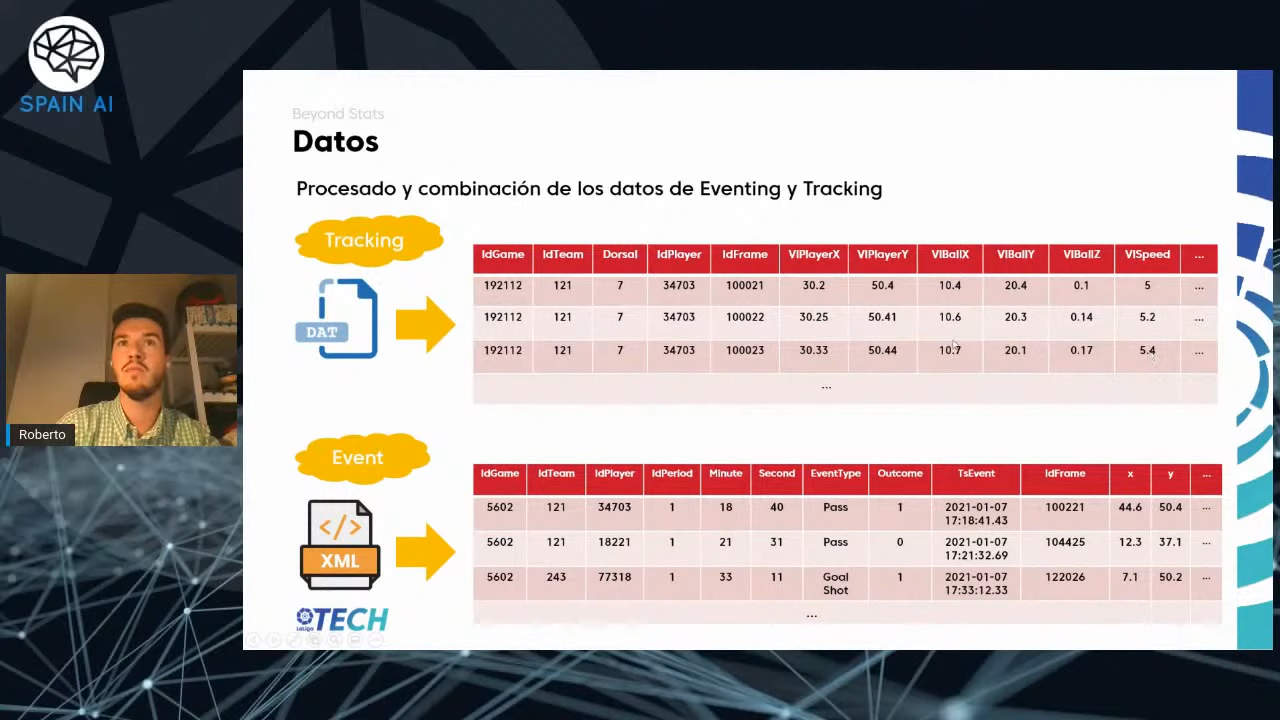 SPAIN AI
Beyond Stats
Datos
Procesado y combinación de los datos de Eventing y Tracking
Tracking
DAT
IdGame IdTeam Dorsal IdPlayer IdFrame VlPlayerX VlPlayerY VlBallX VlBallY VlBallZ VlSpeed ...
192112 121 7 34703 100021 30.2 50.4 10.4 20.4 0.1 5 ...
192112 121 7 34703 100022 30.25 50.41 10.6 20.3 0.14 5.2 ...
192112 121 7 34703 100023 30.33 50.44 10.7 20.1 0.17 5.4 ...
...
Roberto
Event
XML
IdGame IdTeam IdPlayer IdPeriod Minute Second EventType Outcome TsEvent IdFrame x y ...
5602 121 34703 1 18 40 Pass 1 2021-01-07 17:18:41.43 100221 44.6 50.4 ...
5602 121 18221 1 21 31 Pass 0 2021-01-07 17:21:32.69 104425 12.3 37.1 ...
5602 243 77318 1 33 11 Goal Shot 1 2021-01-07 17:33:12.33 122026 7.1 50.2 ...
...
LaLiga TECH